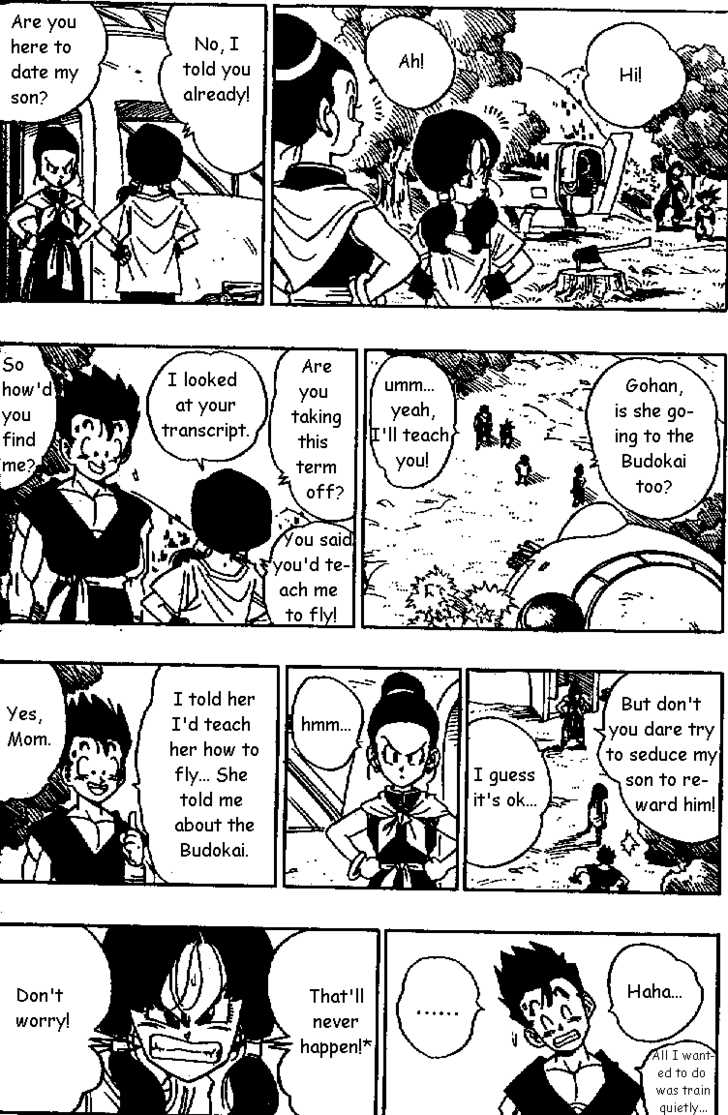 Are you
here to
date my
son?
No, I
told you
already!
Ah!
Hi!
So
how'd
you
find
me?
I looked
at your
transcript.
Are
you
taking
this
term
off?
You said
you'd te-
ach me
to fly!
umm...
yeah,
I'll teach
you!
Gohan,
is she go-
ing to the
Budokai
too?
Yes,
Mom.
I told her
I'd teach
her how to
fly... She
told me
about the
Budokai.
hmm...
I guess
it's ok...
But don't
you dare try
to seduce my
son to re-
ward him!
Don't
worry!
That'll
never
happen!*
......
Haha...
All I want-
ed to do
was train
quietly...